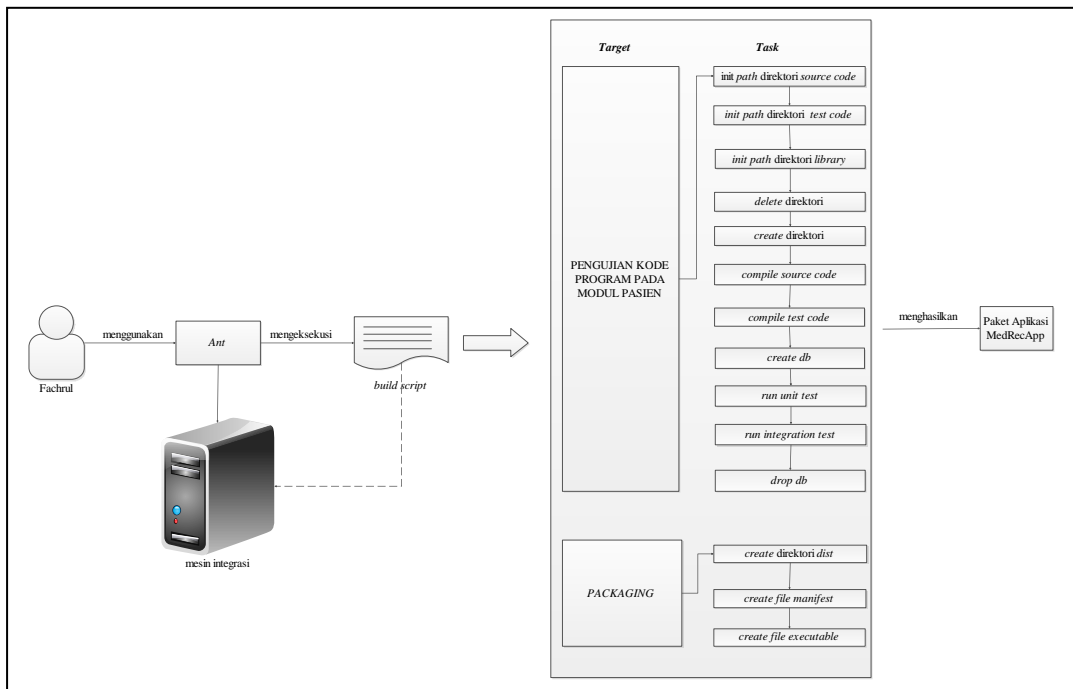 Fachrul
menggunakan
Ant
mengeksekusi
build script
mesin integrasi
Target
Task
PENGUJIAN KODE
PROGRAM PADA
MODUL PASIEN
init path direktori source code
init path direktori test code
init path direktori library
delete direktori
create direktori
compile source code
compile test code
create db
run unit test
run integration test
drop db
PACKAGING
create direktori dist
create file manifest
create file executable
menghasilkan
Paket Aplikasi
MedRecApp